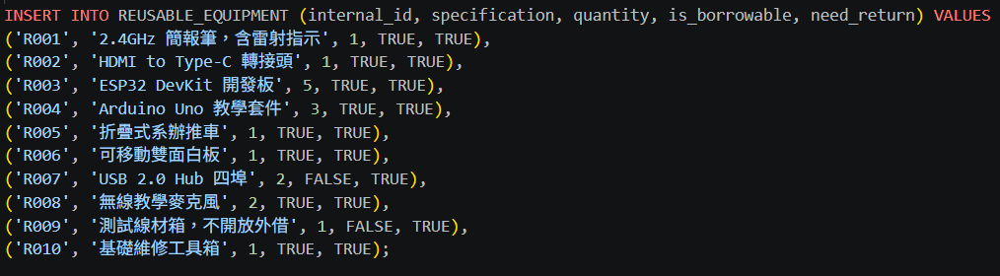 INSERT INTO REUSABLE_EQUIPMENT (internal_id, specification, quantity, is_borrowable, need_return) VALUES
('R001', '2.4GHz 簡報筆，含雷射指示', 1, TRUE, TRUE),
('R002', 'HDMI to Type-C 轉接頭', 1, TRUE, TRUE),
('R003', 'ESP32 DevKit 開發板', 5, TRUE, TRUE),
('R004', 'Arduino Uno 教學套件', 3, TRUE, TRUE),
('R005', '折疊式系辦推車', 1, TRUE, TRUE),
('R006', '可移動雙面白板', 1, TRUE, TRUE),
('R007', 'USB 2.0 Hub 四埠', 2, FALSE, TRUE),
('R008', '無線教學麥克風', 2, TRUE, TRUE),
('R009', '測試線材箱，不開放外借', 1, FALSE, TRUE),
('R010', '基礎維修工具箱', 1, TRUE, TRUE);